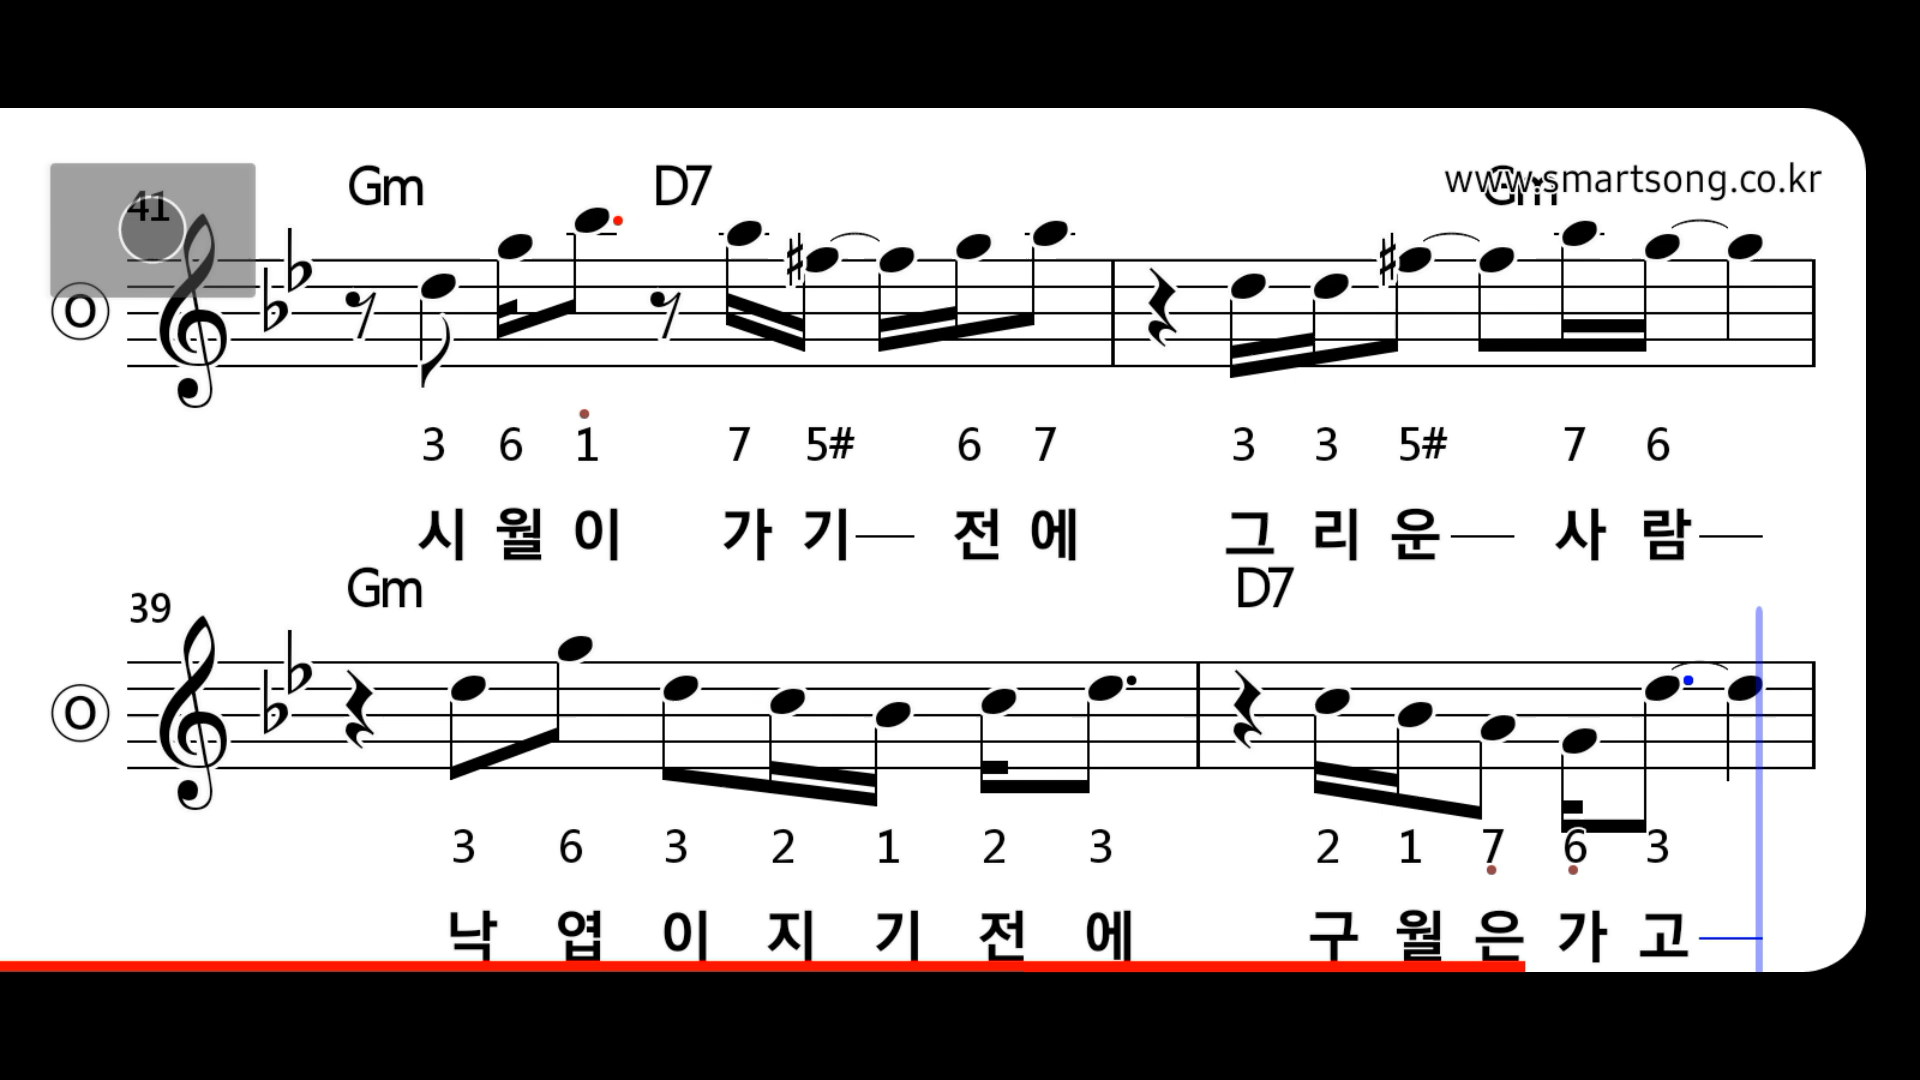 www.smartsong.co.kr
Gm D7 Gm
41
O
3 6 1 7 5# 6 7 3 3 5# 7 6
시 월 이 가 기 전 에 그 리 운 사 람
Gm D7
39
O
3 6 3 2 1 2 3 2 1 7 6 3
낙 엽 이 지 기 전 에 구 월 은 가 고